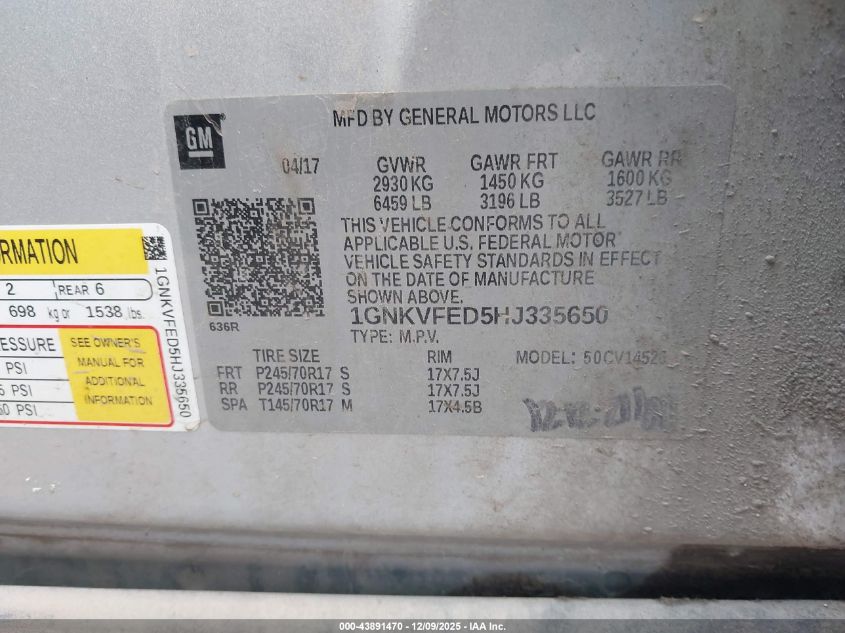 MFD BY GENERAL MOTORS LLC
GM
04/17 GVWR GAWR FRT GAWR RR
2930 KG 1450 KG 1600 KG
6459 LB 3196 LB 3527 LB
THIS VEHICLE CONFORMS TO ALL
APPLICABLE U.S. FEDERAL MOTOR
VEHICLE SAFETY STANDARDS IN EFFECT
ON THE DATE OF MANUFACTURE
SHOWN ABOVE.
636R
1GNKVFED5HJ335650
TYPE: M.P.V.
TIRE SIZE RIM MODEL:
FRT P245/70R17 S 17X7.5J
RR P245/70R17 S 17X7.5J
SPA T145/70R17 M 17X4.5B
2 REAR 6
698 kg or 1538 lbs.
SEE OWNER'S
MANUAL FOR
ADDITIONAL
INFORMATION
PSI
PSI
PSI
1GNKVFED5HJ335650
000-43891470 - 12/09/2025 - IAA Inc.